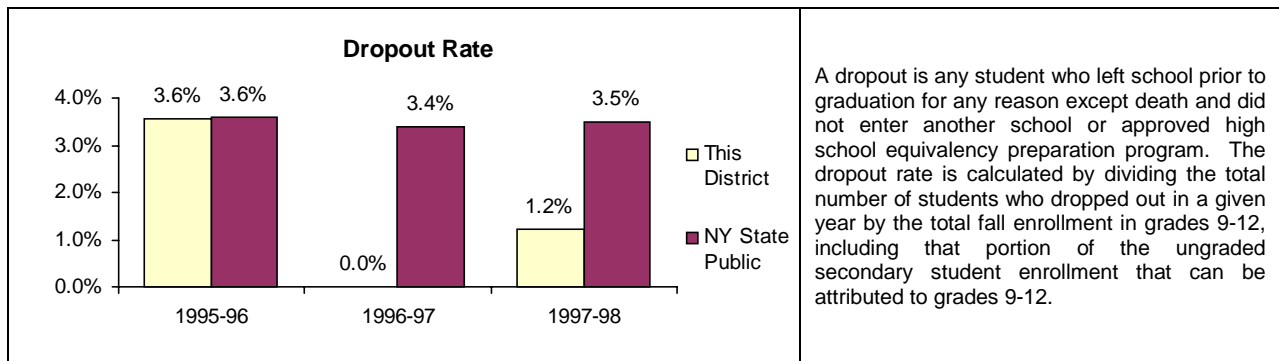 Dropout Rate
4.0%
3.0%
2.0%
1.0%
0.0%
3.6% 3.6%
0.0% 3.4%
1.2% 3.5%
1995-96 1996-97 1997-98
This
District
NY State
Public
A dropout is any student who left school prior to
graduation for any reason except death and did
not enter another school or approved high
school equivalency preparation program. The
dropout rate is calculated by dividing the total
number of students who dropped out in a given
year by the total fall enrollment in grades 9-12,
including that portion of the ungraded
secondary student enrollment that can be
attributed to grades 9-12.